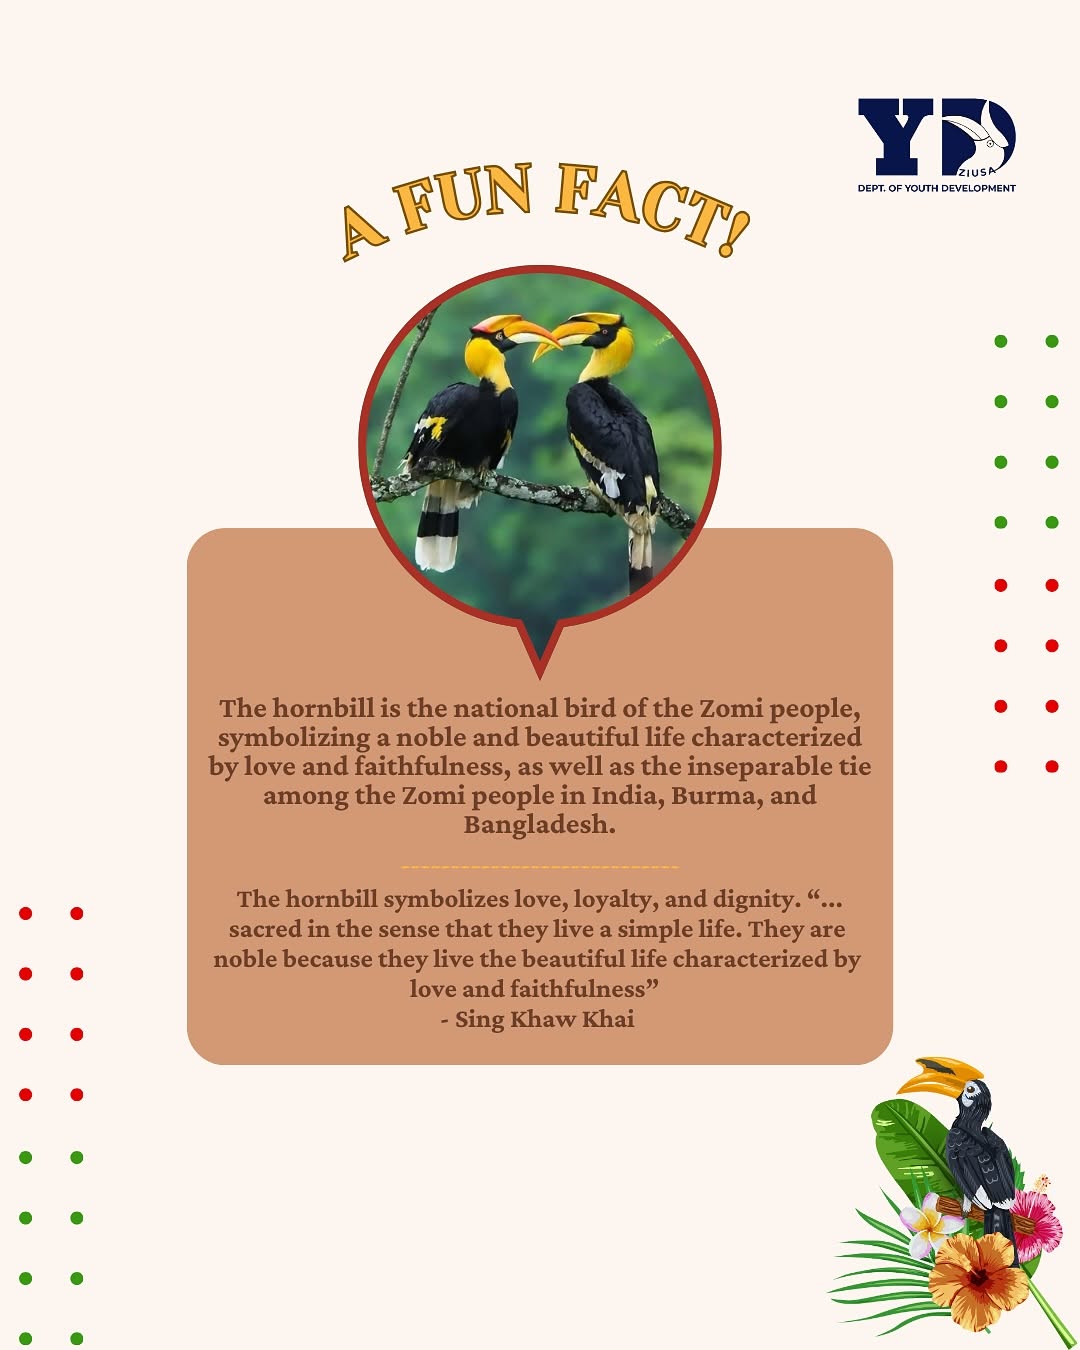 YD
ZIUSA
DEPT. OF YOUTH DEVELOPMENT
A FUN FACT!
The hornbill is the national bird of the Zomi people,
symbolizing a noble and beautiful life characterized
by love and faithfulness, as well as the inseparable tie
among the Zomi people in India, Burma, and
Bangladesh.
The hornbill symbolizes love, loyalty, and dignity. “...
sacred in the sense that they live a simple life. They are
noble because they live the beautiful life characterized by
love and faithfulness”
- Sing Khaw Khai